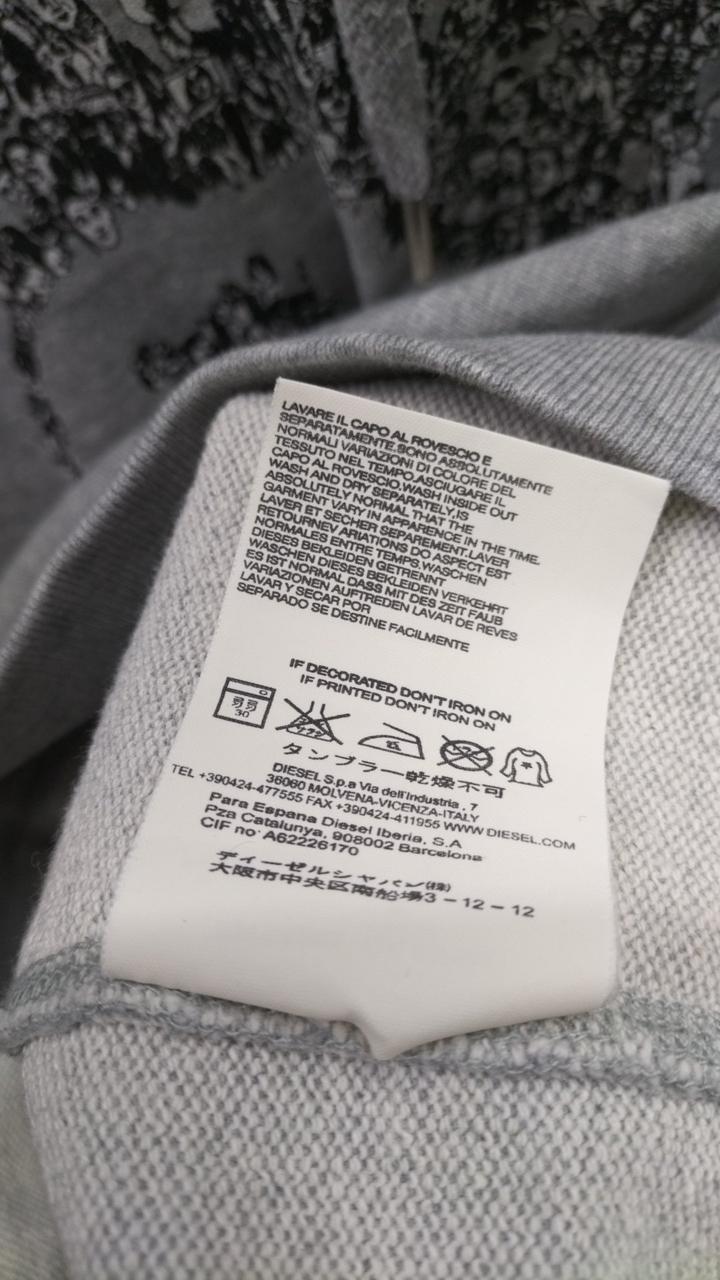 LAVARE IL CAPO AL ROVESCIO E
SEPARATAMENTE.SONO ASSOLUTAMENTE
NORMALI VARIAZIONI DI COLORE DEL
TESSUTO NEL TEMPO.ASCIUGARE IL
CAPO AL ROVESCIO.WASH INSIDE OUT
WASH AND DRY SEPARATELY,IS
ABSOLUTELY NORMAL THAT THE
GARMENT VARY IN APPARENCE IN THE TIME.
LAVER ET SECHER SEPAREMENT.LAVER
RETOURNEV ARIATIONS DO ASPECT EST
NORMALES ENTRE TEMPS.WASCHEN
DIESES BEKLEIDEN GETRENNT
WASCHEN DIESES BEKLEIDEN VERKEHRT
ES IST NORMAL DASS MIT DES ZEIT FAUB
VARIAZIONEN AUFTREDEN LAVAR DE REVES
LAVAR Y SECAR POR
SEPARADO SE DESTINE FACILMENTE
IF DECORATED DON'T IRON ON
IF PRINTED DON'T IRON ON
30
タンブラー乾燥不可
DIESEL S.p.a Via dell'Industria , 7
36060 MOLVENA-VICENZA-ITALY
TEL +390424-477555 FAX +390424-411955 WWW DIESEL.COM
Para Espana Diesel Iberia, S.A
Pza Catalunya, 908002 Barcelona
CIF no A62226170
ディーゼルジャパン(株)
大阪市中央区南船場3-12-12